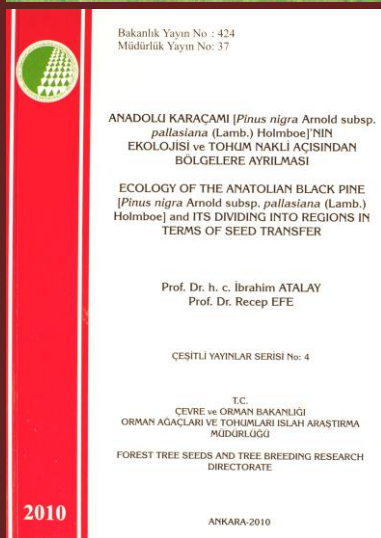 Bakanlık Yayın No : 424
Müdürlük Yayın No: 37
ANADOLU KARAÇAMI [Pinus nigra Arnold subsp.
pallasiana (Lamb.) Holmboe]'NIN
EKOLOJİSİ ve TOHUM NAKLİ AÇISINDAN
BÖLGELERE AYRILMASI
ECOLOGY OF THE ANATOLIAN BLACK PINE
[Pinus nigra Arnold subsp. pallasiana (Lamb.)
Holmboe] and ITS DIVIDING INTO REGIONS IN
TERMS OF SEED TRANSFER
Prof. Dr. h. c. İbrahim ATALAY
Prof. Dr. Recep EFE
ÇEŞİTLİ YAYINLAR SERİSİ No: 4
T.C.
ÇEVRE ve ORMAN BAKANLIĞI
ORMAN AĞAÇLARI VE TOHUMLARI ISLAH ARAŞTIRMA
MÜDÜRLÜĞÜ
FOREST TREE SEEDS AND TREE BREEDING RESEARCH
DIRECTORATE
2010
ANKARA-2010